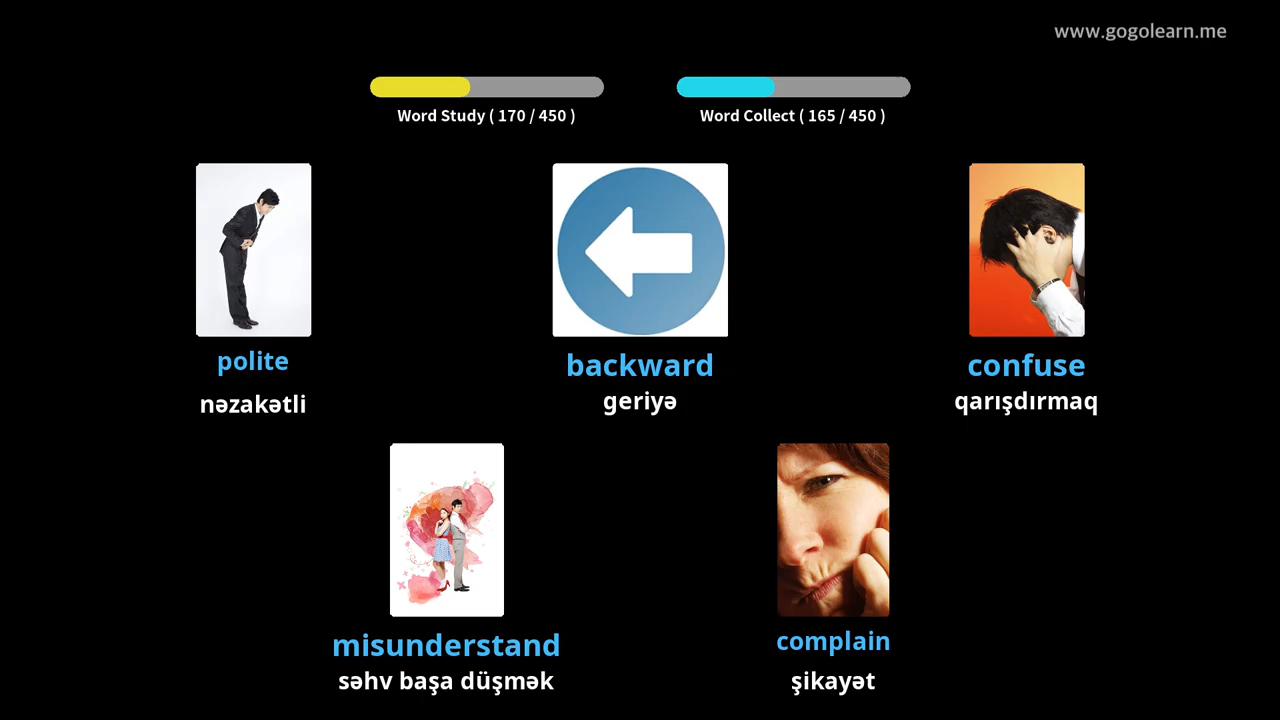 www.gogolearn.me
Word Study ( 170 / 450 )
Word Collect ( 165 / 450 )
polite
nəzakətli
backward
geriyə
confuse
qarışdırmaq
misunderstand
səhv başa düşmək
complain
şikayət